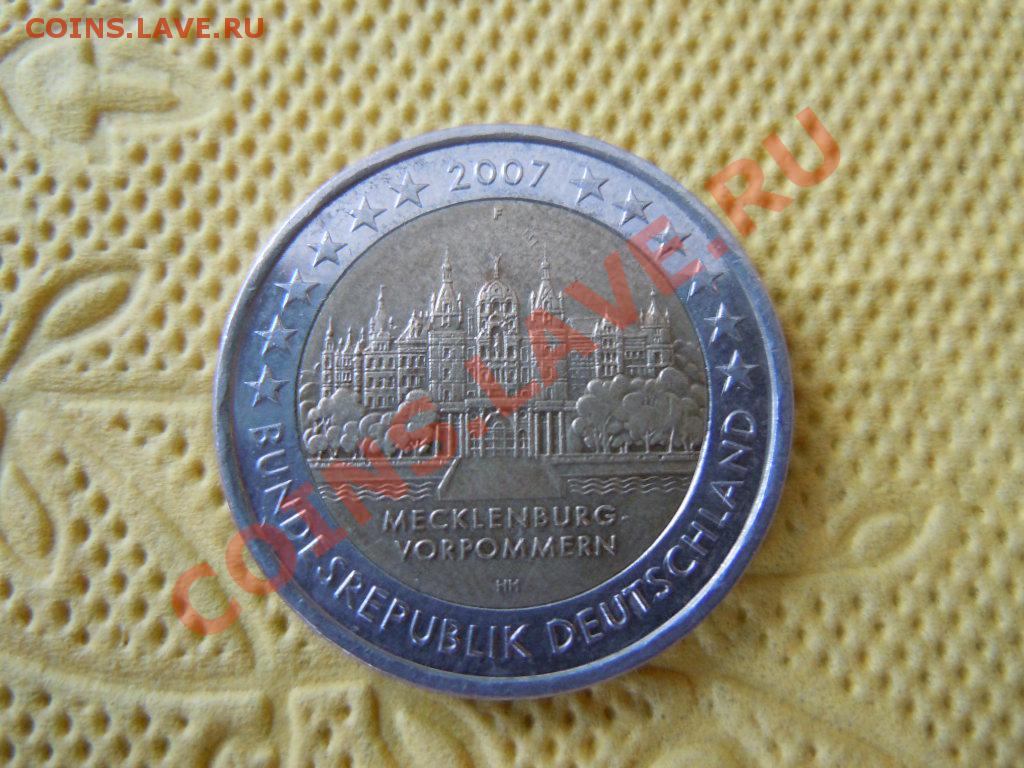 COINS.LAVE.RU
2007
F
MECKLENBURG-
VORPOMMERN
HH
BUNDESREPUBLIK DEUTSCHLAND
COINS.LAVE.RU